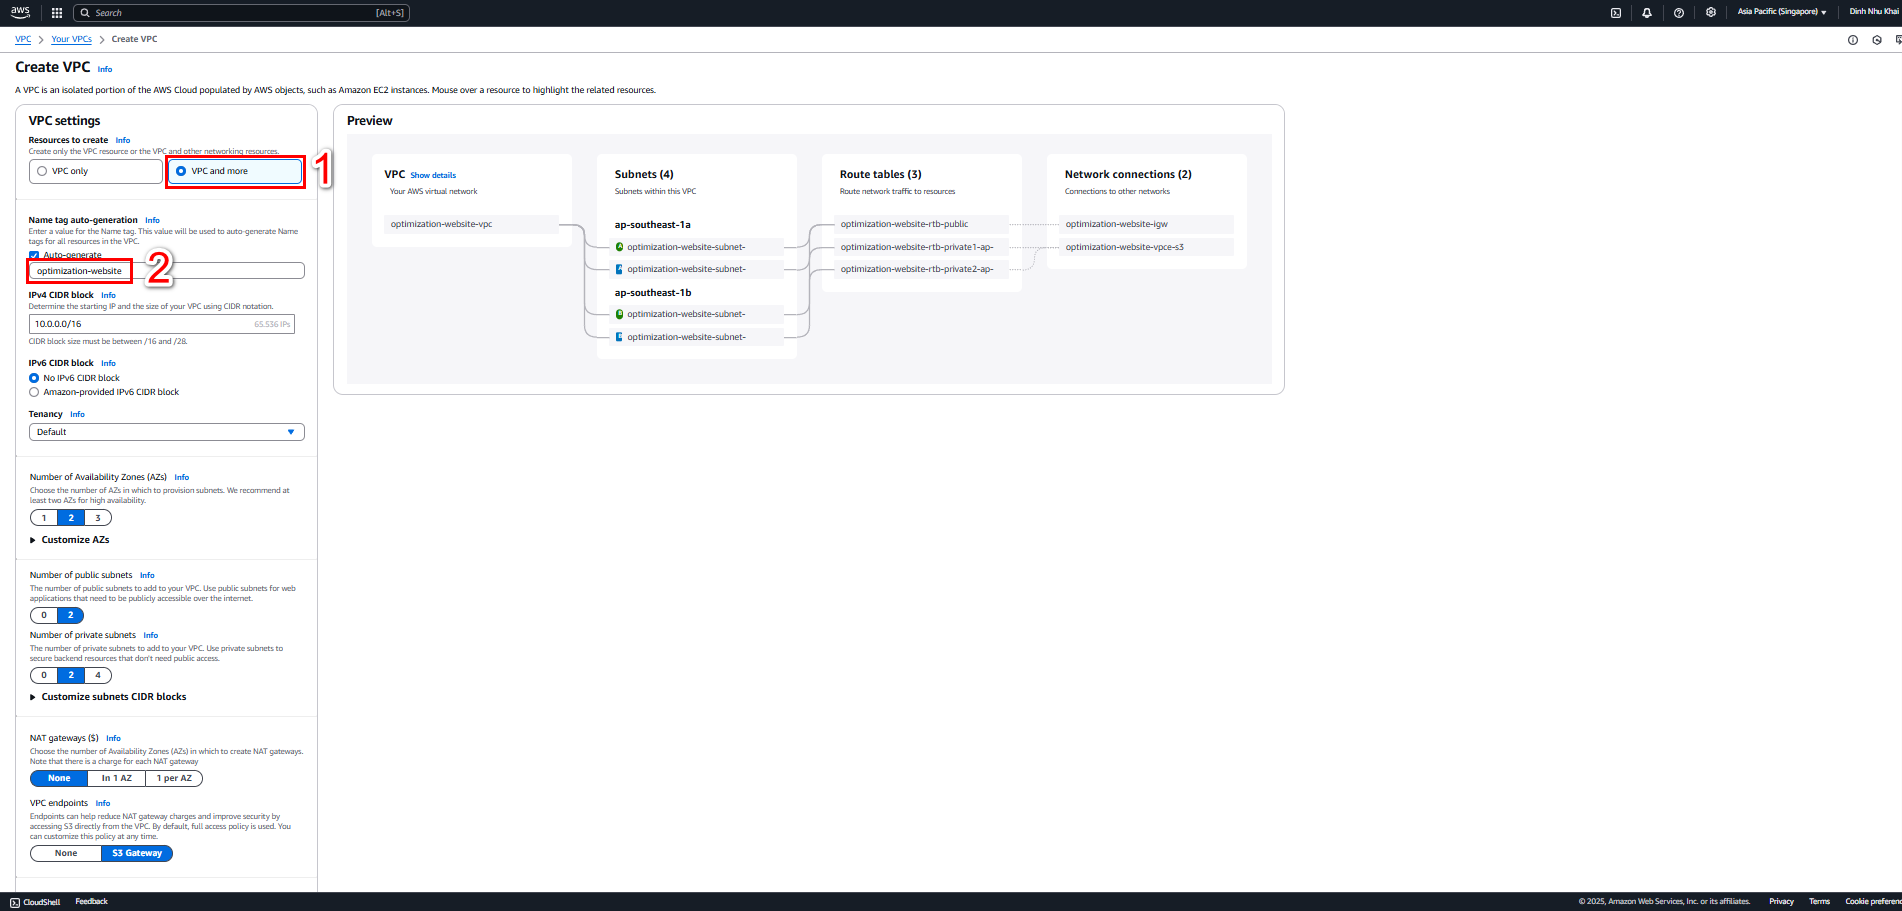 aws
Search [Alt+S]
Asia Pacific (Singapore)
Dinh Nhu Khai
VPC > Your VPCs > Create VPC
Create VPC Info
A VPC is an isolated portion of the AWS Cloud populated by AWS objects, such as Amazon EC2 instances. Mouse over a resource to highlight the related resources.
VPC settings
Resources to create Info
Create only the VPC resource or the VPC and other networking resources.
VPC only
VPC and more
1
Name tag auto-generation Info
Enter a value for the Name tag. This value will be used to auto-generate Name
tags for all resources in the VPC.
Auto-generate
optimization-website
2
IPv4 CIDR block Info
Determine the starting IP and the size of your VPC using CIDR notation.
10.0.0.0/16 65.536 IPs
CIDR block size must be between /16 and /28.
IPv6 CIDR block Info
No IPv6 CIDR block
Amazon-provided IPv6 CIDR block
Tenancy Info
Default
Number of Availability Zones (AZs) Info
Choose the number of AZs in which to provision subnets. We recommend at
least two AZs for high availability.
1 2 3
Customize AZs
Number of public subnets Info
The number of public subnets to add to your VPC. Use public subnets for web
applications that need to be publicly accessible over the internet.
0 2
Number of private subnets Info
The number of private subnets to add to your VPC. Use private subnets to
secure backend resources that don't need public access.
0 2 4
Customize subnets CIDR blocks
NAT gateways ($) Info
Choose the number of Availability Zones (AZs) in which to create NAT gateways.
Note that there is a charge for each NAT gateway
None In 1 AZ 1 per AZ
VPC endpoints Info
Endpoints can help reduce NAT gateway charges and improve security by
accessing S3 directly from the VPC. By default, full access policy is used. You
can customize this policy at any time.
None S3 Gateway
Preview
VPC Show details
Your AWS virtual network
optimization-website-vpc
Subnets (4)
Subnets within this VPC
ap-southeast-1a
A optimization-website-subnet-
A optimization-website-subnet-
ap-southeast-1b
B optimization-website-subnet-
B optimization-website-subnet-
Route tables (3)
Route network traffic to resources
optimization-website-rtb-public
optimization-website-rtb-private1-ap-
optimization-website-rtb-private2-ap-
Network connections (2)
Connections to other networks
optimization-website-igw
optimization-website-vpce-s3
CloudShell Feedback
© 2025, Amazon Web Services, Inc. or its affiliates. Privacy Terms Cookie preferen